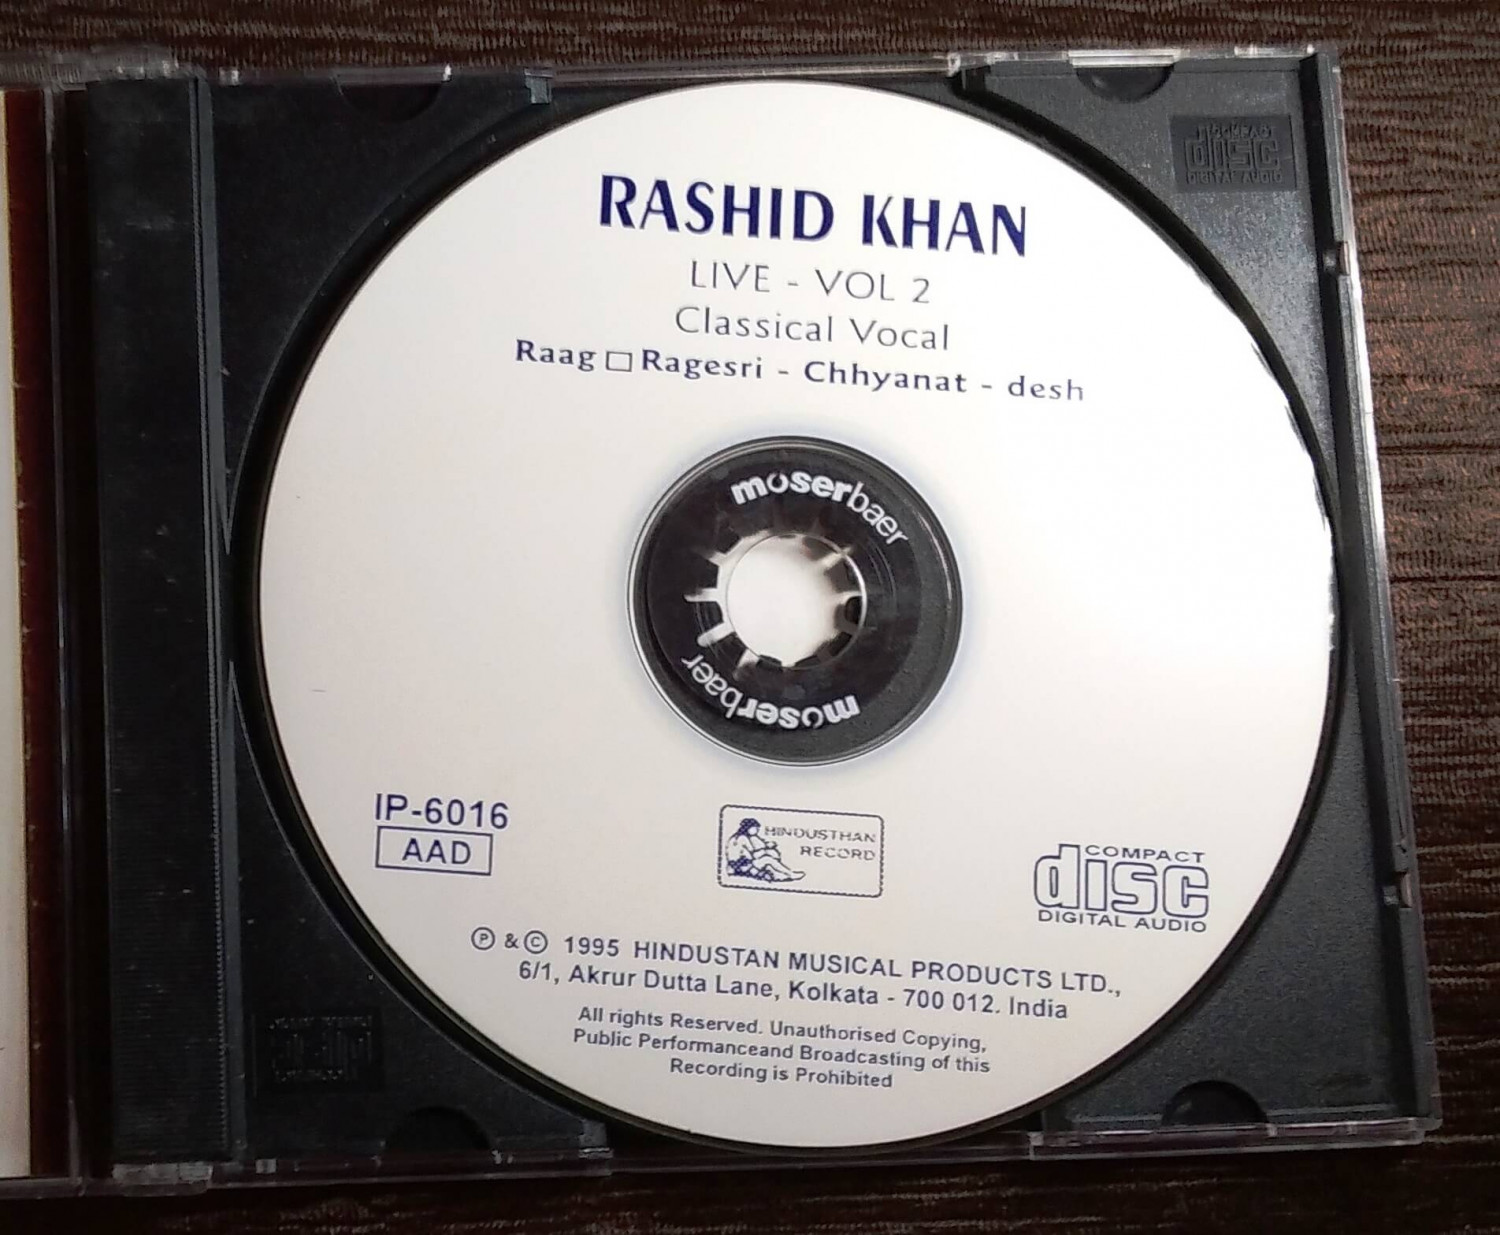 RASHID KHAN
LIVE - VOL 2
Classical Vocal
Raag □ Ragesri - Chhyanat - desh
moserbaer
moserbaer
IP-6016
AAD
HINDUSTHAN
RECORD
COMPACT
disc
DIGITAL AUDIO
℗ & © 1995 HINDUSTAN MUSICAL PRODUCTS LTD.,
6/1, Akrur Dutta Lane, Kolkata - 700 012. India
All rights Reserved. Unauthorised Copying,
Public Performanceand Broadcasting of this
Recording is Prohibited
COMPACT
disc
DIGITAL AUDIO